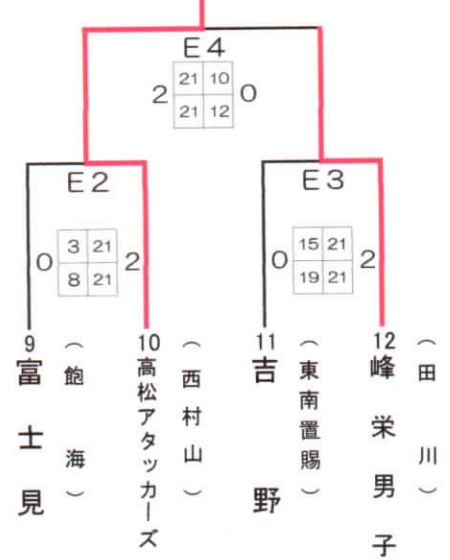 E4
2 21 10 0
21 12
E2
0 3 21 2
8 21
E3
0 15 21 2
19 21
9 富士見 (飽海)
10 高松アタッカーズ (西村山)
11 吉野 (東南置賜)
12 峰栄男子 (田川)